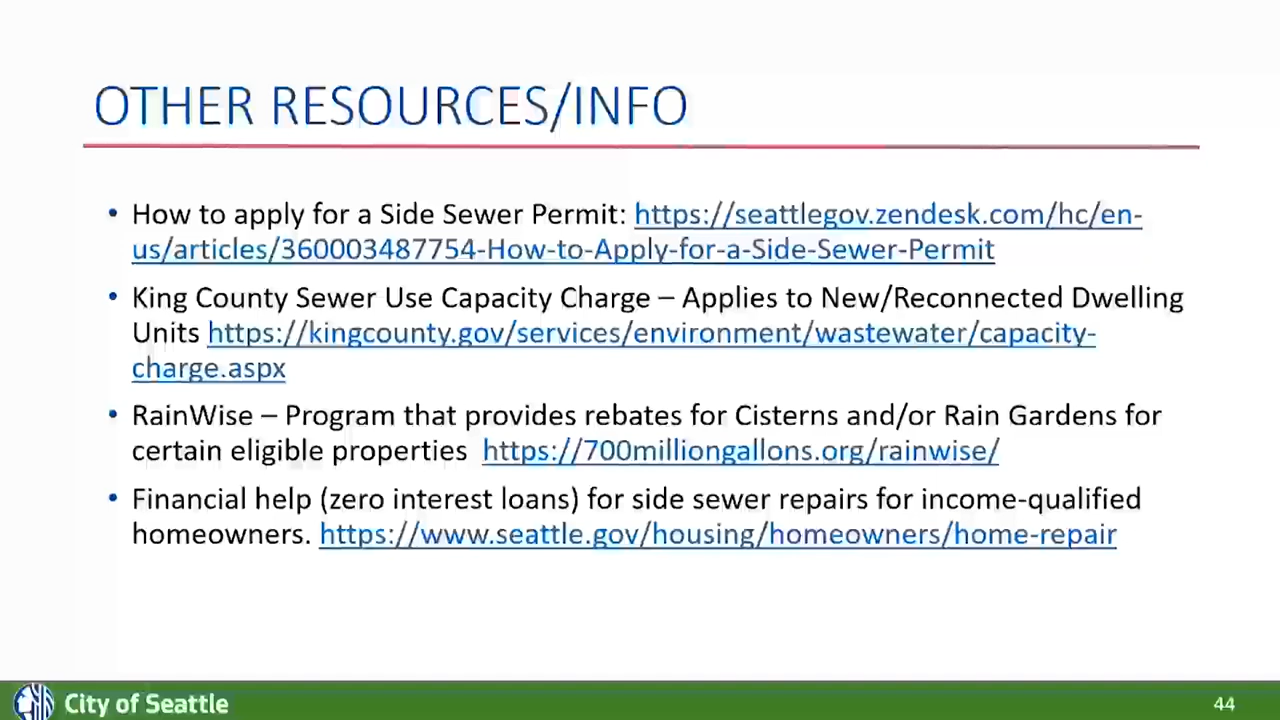 OTHER RESOURCES/INFO
• How to apply for a Side Sewer Permit: https://seattlegov.zendesk.com/hc/en-
us/articles/360003487754-How-to-Apply-for-a-Side-Sewer-Permit
• King County Sewer Use Capacity Charge – Applies to New/Reconnected Dwelling
Units https://kingcounty.gov/services/environment/wastewater/capacity-
charge.aspx
• RainWise – Program that provides rebates for Cisterns and/or Rain Gardens for
certain eligible properties https://700milliongallons.org/rainwise/
• Financial help (zero interest loans) for side sewer repairs for income-qualified
homeowners. https://www.seattle.gov/housing/homeowners/home-repair
City of Seattle
44